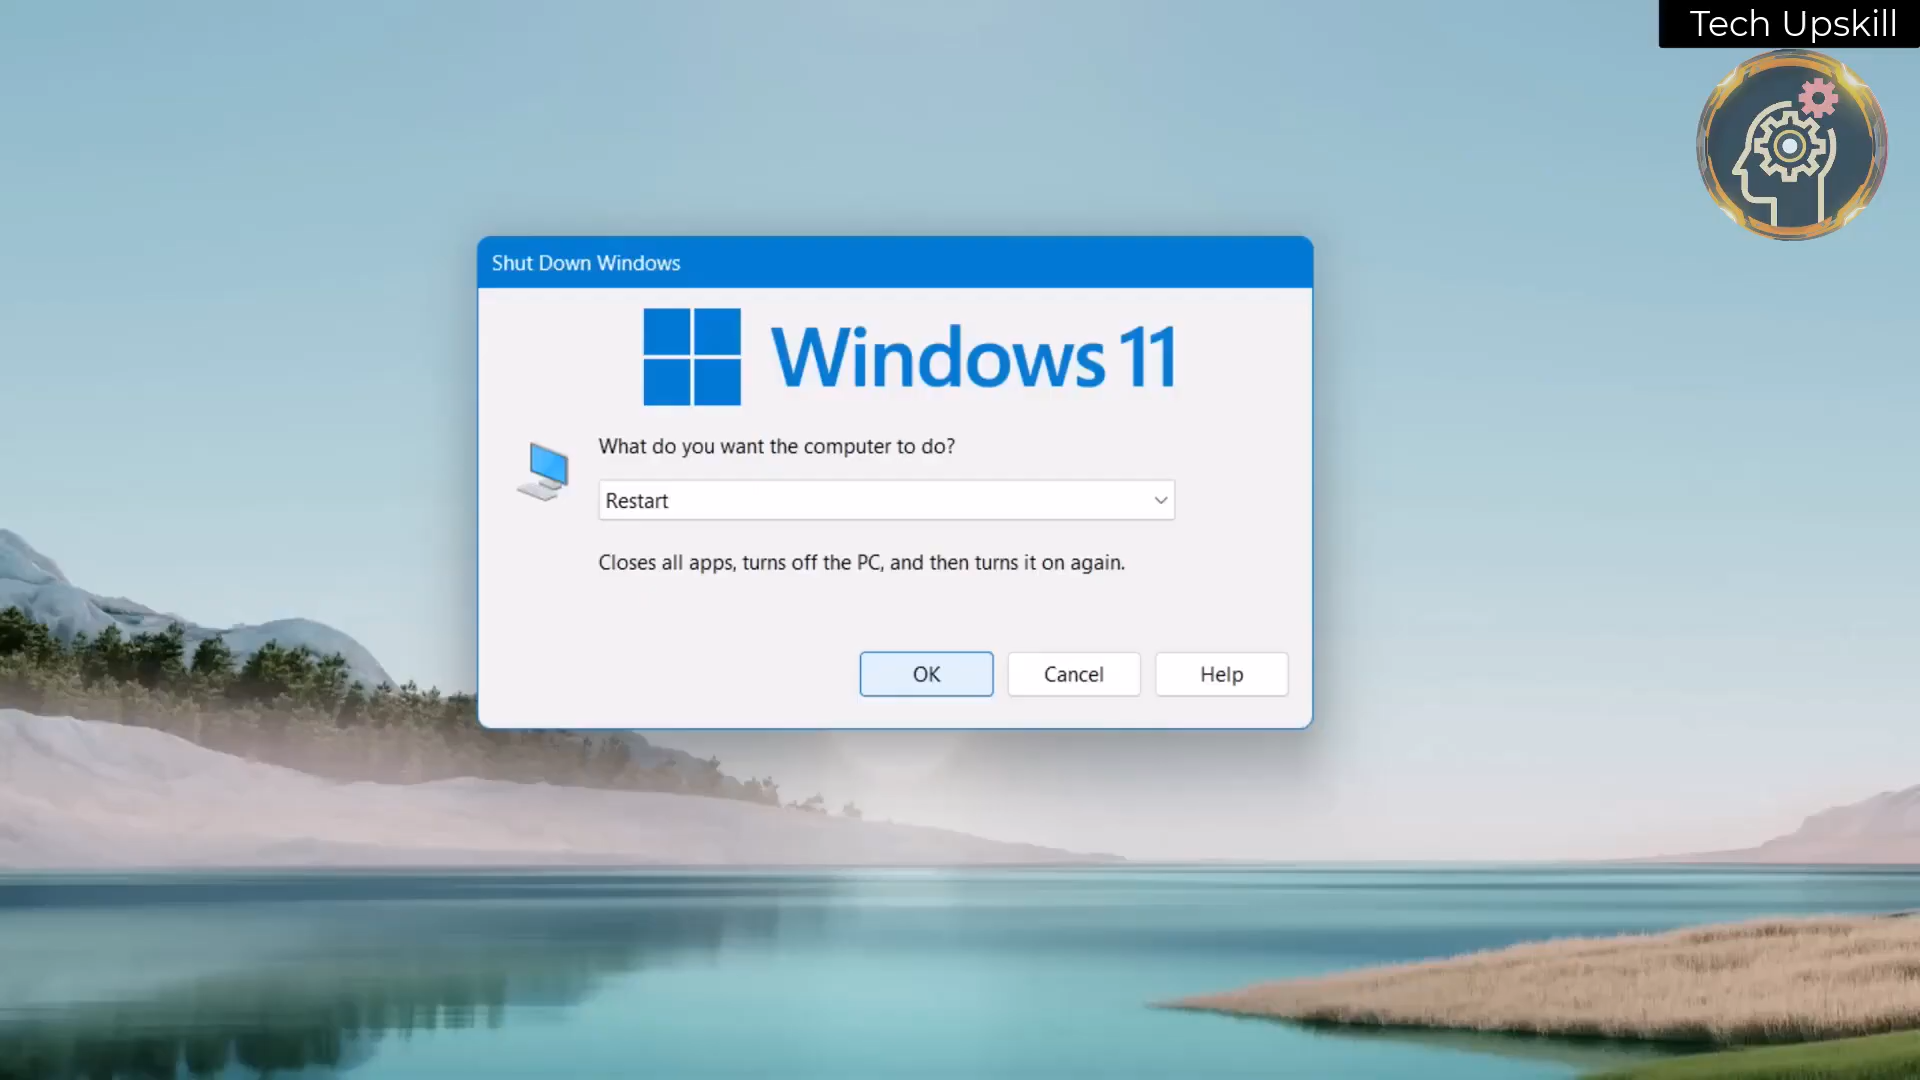 Tech Upskill
Shut Down Windows
Windows 11
What do you want the computer to do?
Restart
Closes all apps, turns off the PC, and then turns it on again.
OK
Cancel
Help